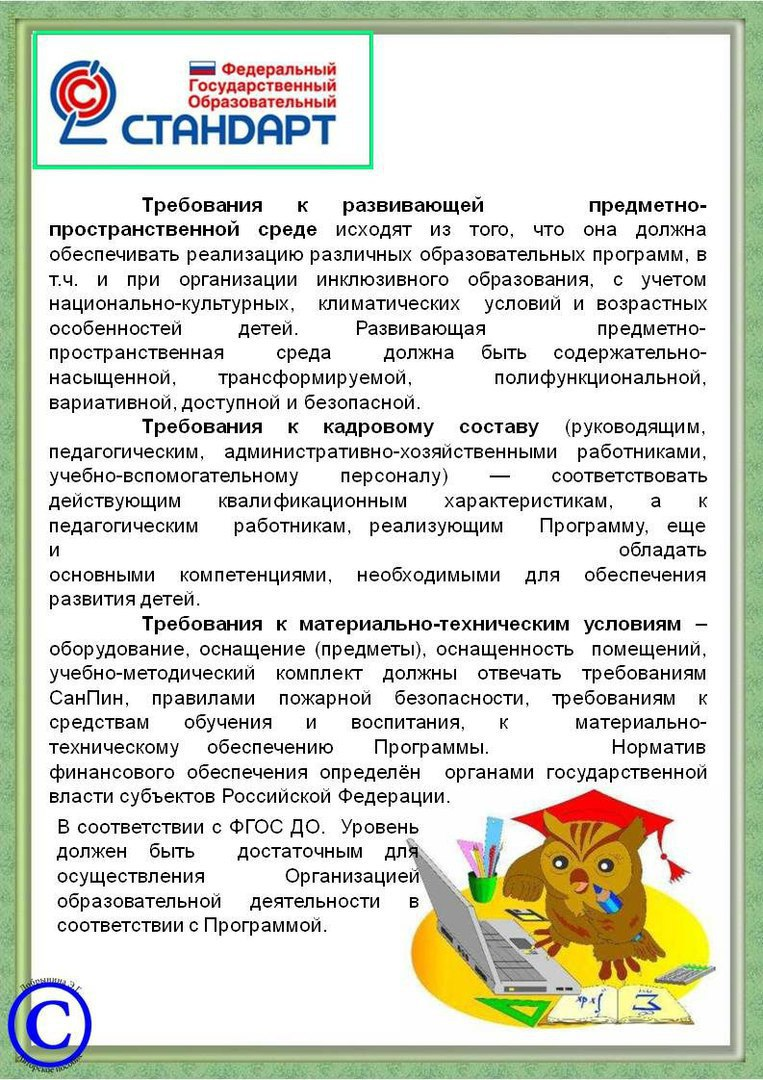 Федеральный
Государственный
Образовательный
СТАНДАРТ
Требования к развивающей предметно-
пространственной среде исходят из того, что она должна
обеспечивать реализацию различных образовательных программ, в
т.ч. и при организации инклюзивного образования, с учетом
национально-культурных, климатических условий и возрастных
особенностей детей. Развивающая предметно-
пространственная среда должна быть содержательно-
насыщенной, трансформируемой, полифункциональной,
вариативной, доступной и безопасной.
Требования к кадровому составу (руководящим,
педагогическим, административно-хозяйственными работниками,
учебно-вспомогательному персоналу) — соответствовать
действующим квалификационным характеристикам, а к
педагогическим работникам, реализующим Программу, еще
и обладать
основными компетенциями, необходимыми для обеспечения
развития детей.
Требования к материально-техническим условиям –
оборудование, оснащение (предметы), оснащенность помещений,
учебно-методический комплект должны отвечать требованиям
СанПин, правилами пожарной безопасности, требованиям к
средствам обучения и воспитания, к материально-
техническому обеспечению Программы. Норматив
финансового обеспечения определён органами государственной
власти субъектов Российской Федерации.
В соответствии с ФГОС ДО. Уровень
должен быть достаточным для
осуществления Организацией
образовательной деятельности в
соответствии с Программой.
Добрынина Э.Г.
C